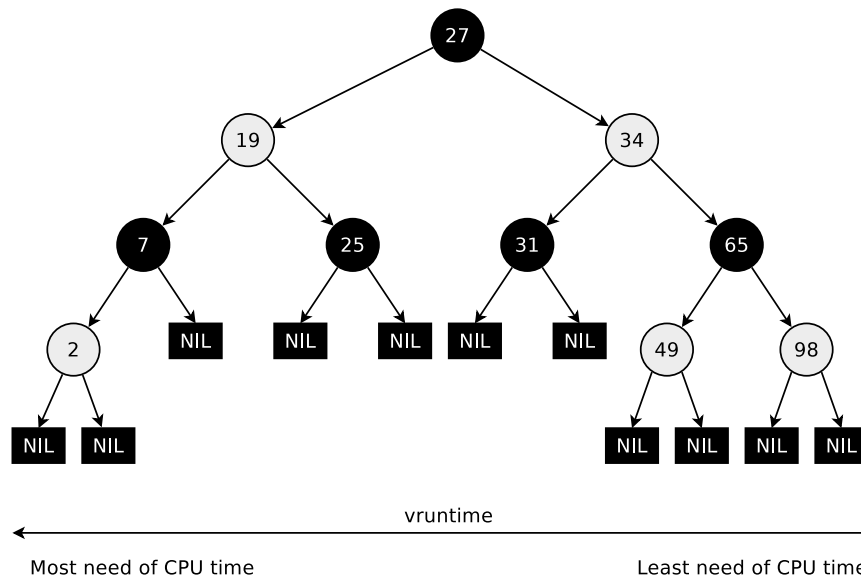 27
19
34
7
25
31
65
2
NIL
NIL
NIL
NIL
NIL
49
98
NIL
NIL
NIL
NIL
NIL
NIL
vruntime
Most need of CPU time
Least need of CPU time